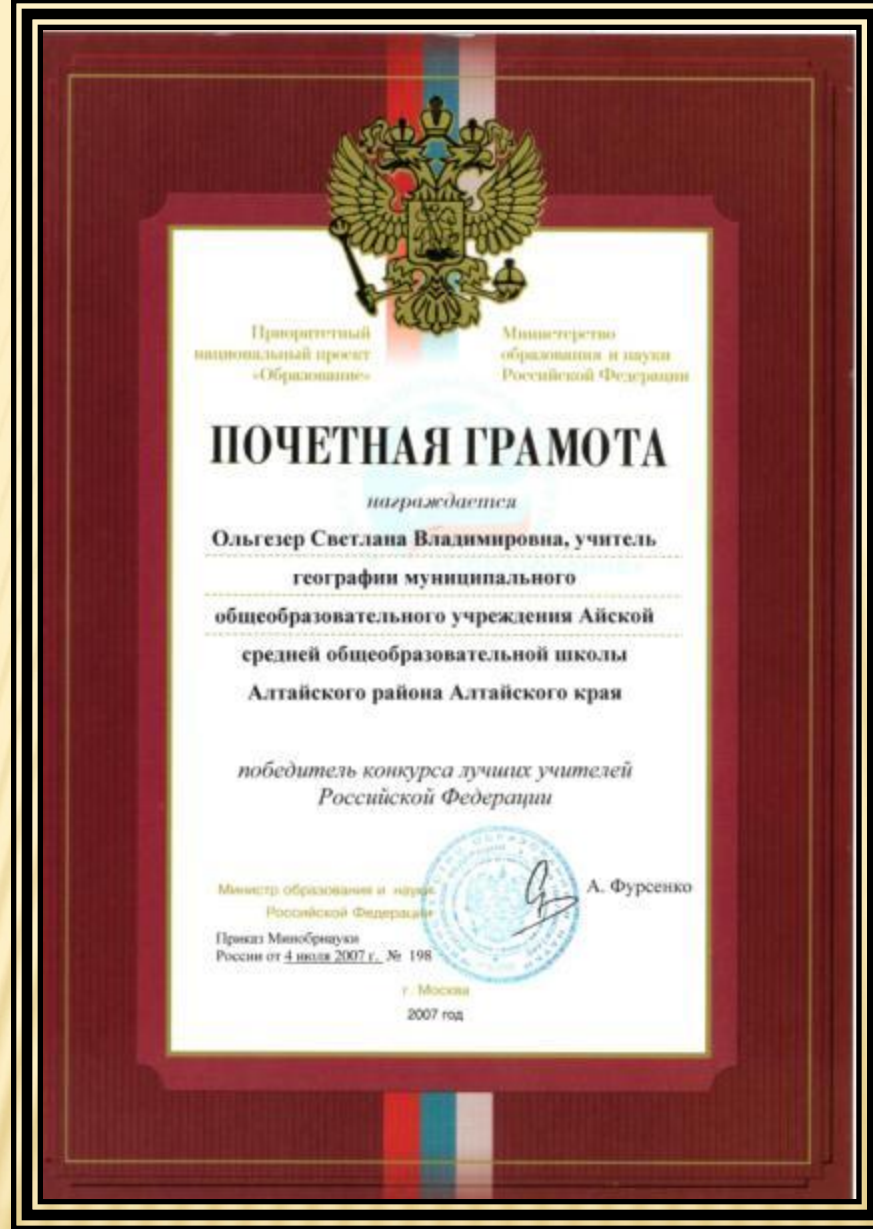 Приоритетный
национальный проект
«Образование»
Министерство
образования и науки
Российской Федерации
ПОЧЕТНАЯ ГРАМОТА
награждается
Ольгезер Светлана Владимировна, учитель
географии муниципального
общеобразовательного учреждения Айской
средней общеобразовательной школы
Алтайского района Алтайского края
победитель конкурса лучших учителей
Российской Федерации
Министр образования и науки
Российской Федерации
А. Фурсенко
Приказ Минобрнауки
России от 4 июля 2007 г. № 198
г. Москва
2007 год